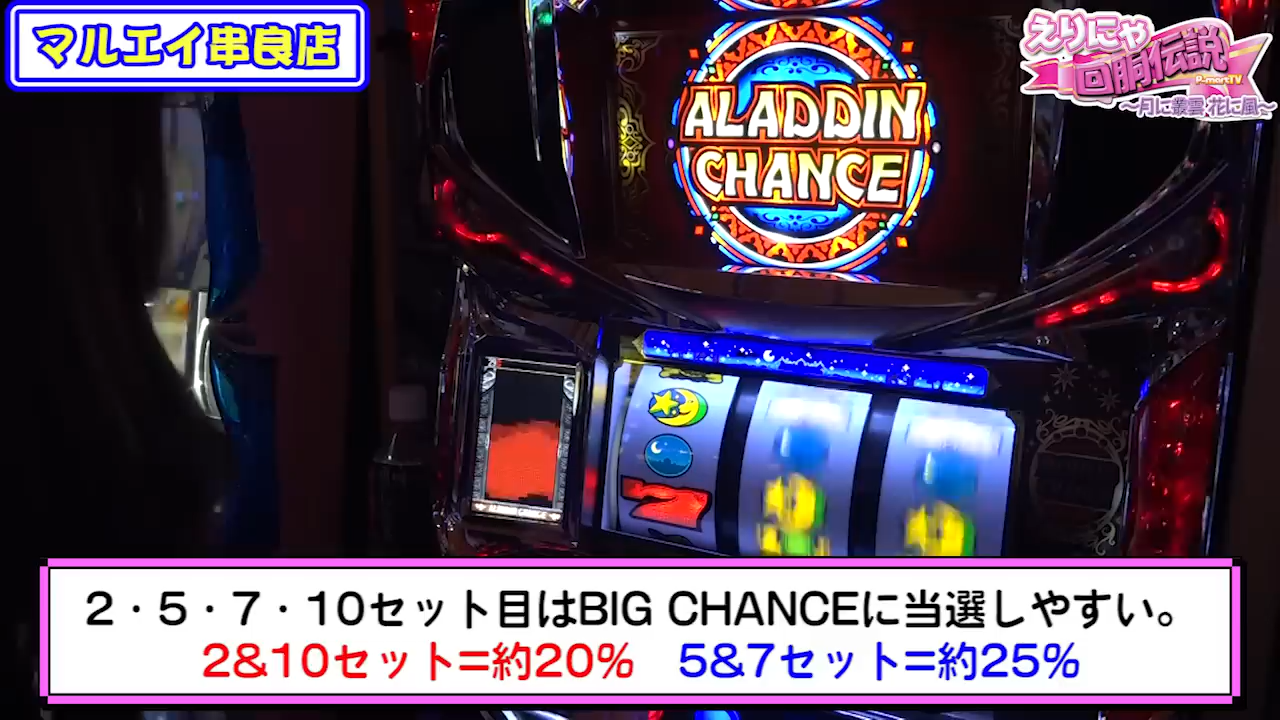 マルエイ串良店
えりにゃ
回胴伝説
P-martTV
～月に叢雲 花に風～
ALADDIN
CHANCE
2・5・7・10セット目はBIG CHANCEに当選しやすい。
2&10セット=約20%　5&7セット=約25%